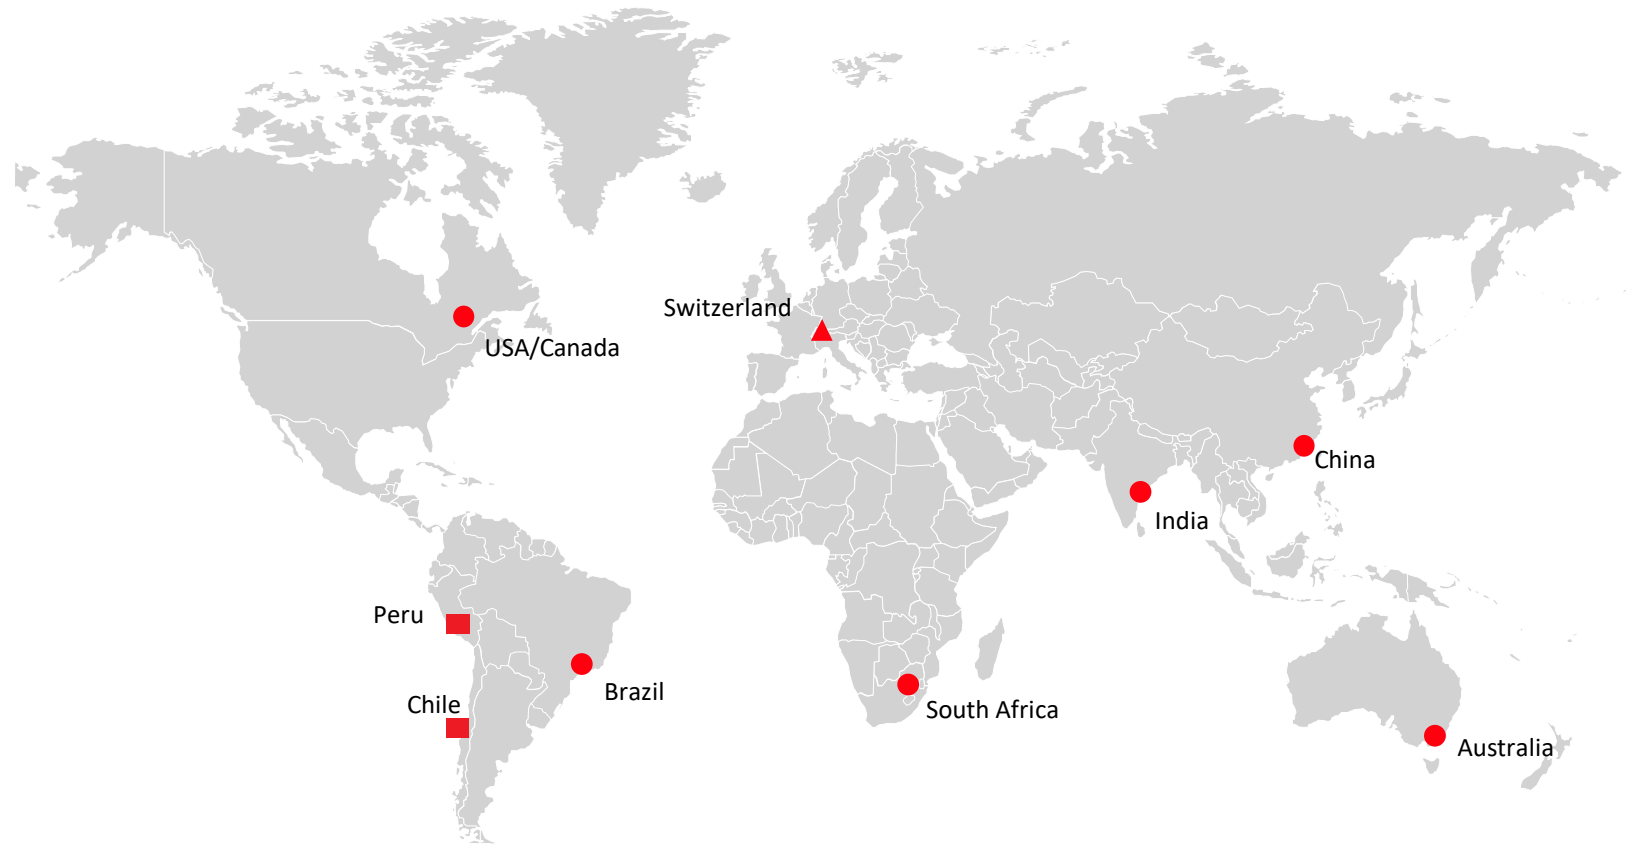 Switzerland
USA/Canada
China
India
Peru
Brazil
Chile
South Africa
Australia